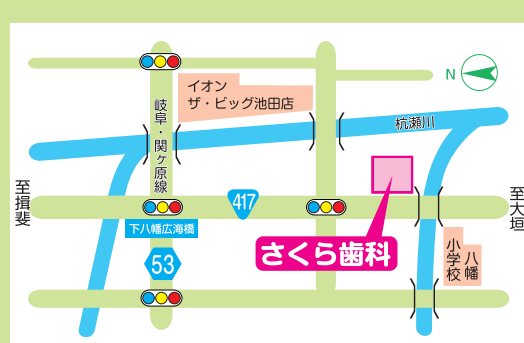 N
イオン
ザ・ビッグ池田店
岐阜・関ヶ原線
杭瀬川
至揖斐
417
至大垣
下八幡広海橋
さくら歯科
53
八幡
小学校